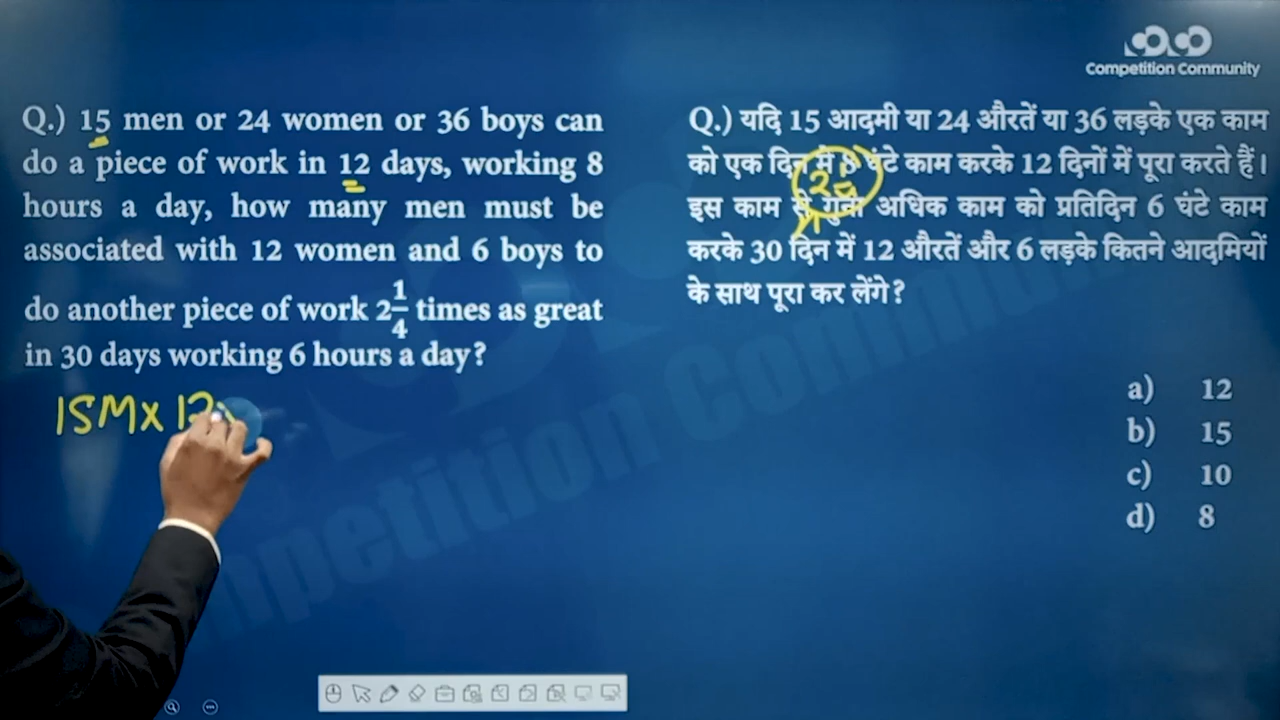 Competition Community
Q.) 15 men or 24 women or 36 boys can
do a piece of work in 12 days, working 8
hours a day, how many men must be
associated with 12 women and 6 boys to
do another piece of work 2 1/4 times as great
in 30 days working 6 hours a day?
15M× 12
Q.) यदि 15 आदमी या 24 औरतें या 36 लड़के एक काम
को एक दिन में 8 घंटे काम करके 12 दिनों में पूरा करते हैं।
इस काम से गुना अधिक काम को प्रतिदिन 6 घंटे काम
करके 30 दिन में 12 औरतें और 6 लड़के कितने आदमियों
के साथ पूरा कर लेंगे?
a) 12
b) 15
c) 10
d) 8